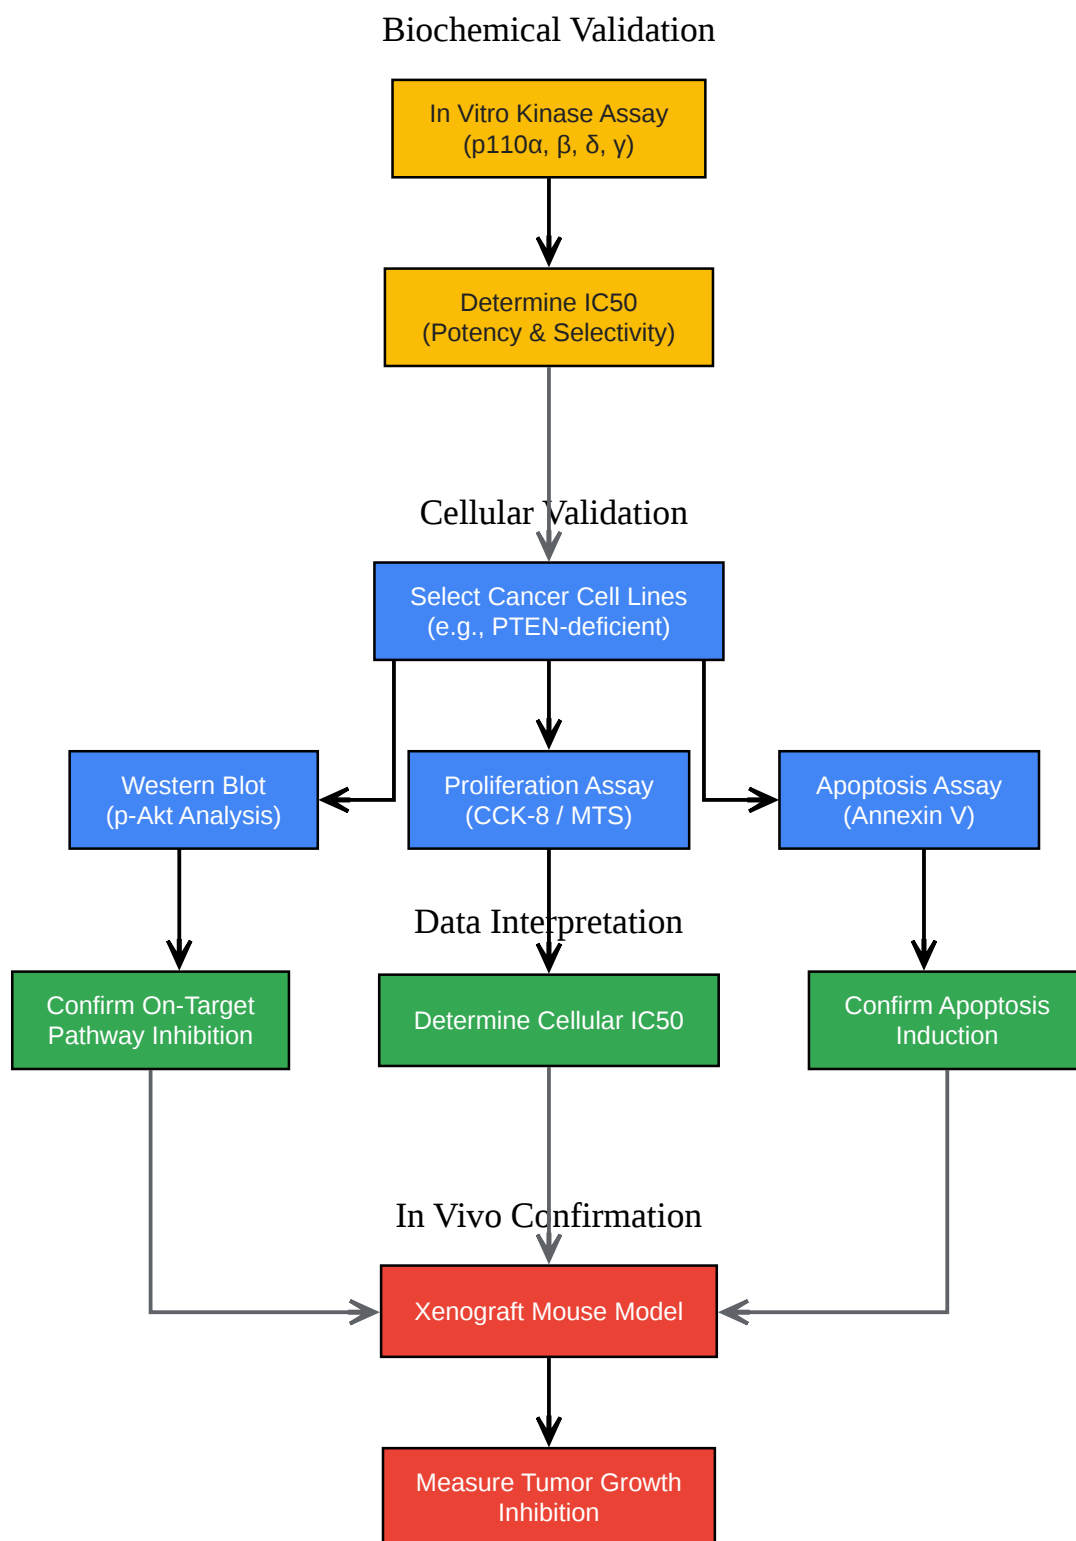 Biochemical Validation
In Vitro Kinase Assay
(p110α, β, δ, γ)
Determine IC50
(Potency & Selectivity)
Cellular Validation
Select Cancer Cell Lines
(e.g., PTEN-deficient)
Western Blot
(p-Akt Analysis)
Proliferation Assay
(CCK-8 / MTS)
Apoptosis Assay
(Annexin V)
Data Interpretation
Confirm On-Target
Pathway Inhibition
Determine Cellular IC50
Confirm Apoptosis
Induction
In Vivo Confirmation
Xenograft Mouse Model
Measure Tumor Growth
Inhibition